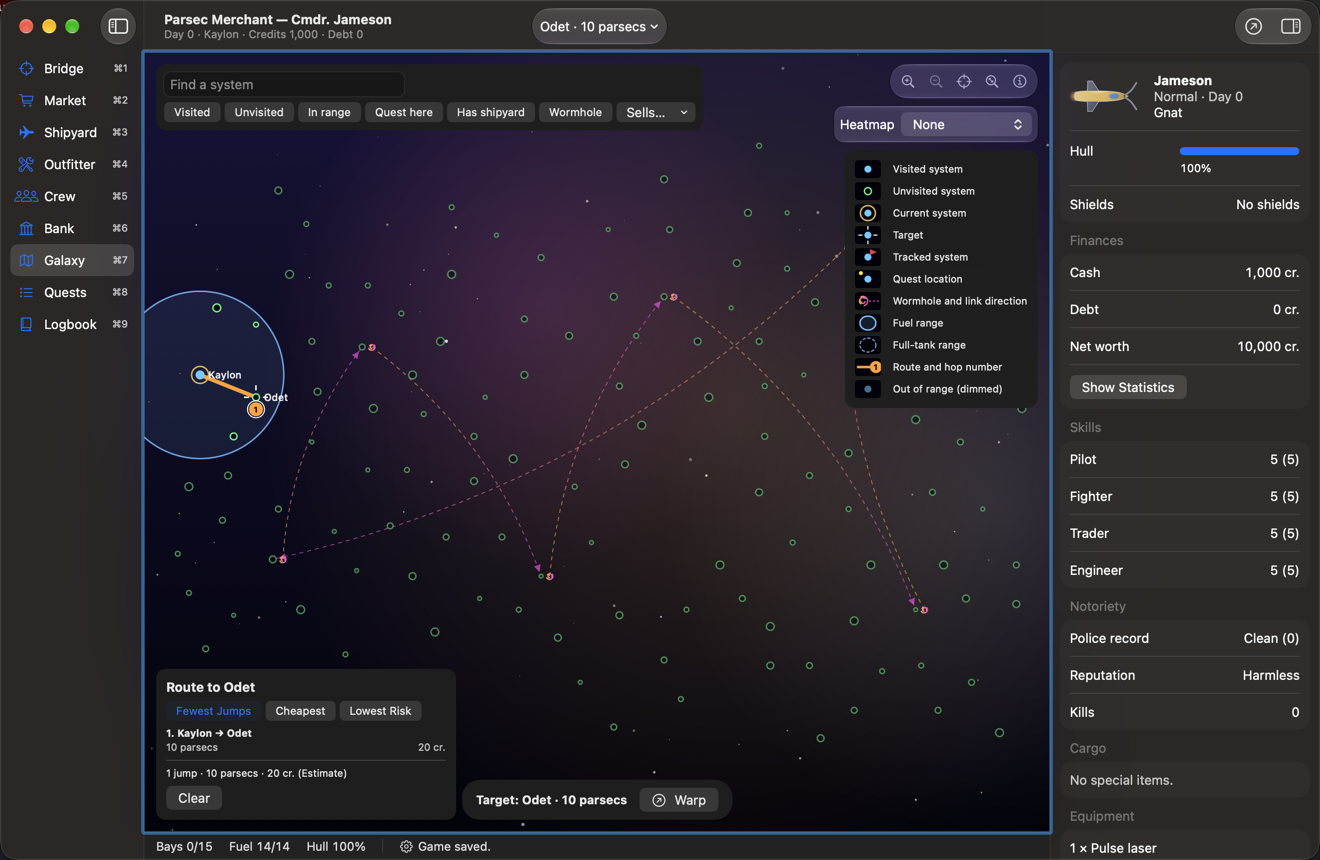 Parsec Merchant — Cmdr. Jameson
Day 0 · Kaylon · Credits 1,000 · Debt 0
Odet · 10 parsecs
Bridge ⌘1
Market ⌘2
Shipyard ⌘3
Outfitter ⌘4
Crew ⌘5
Bank ⌘6
Galaxy ⌘7
Quests ⌘8
Logbook ⌘9
Find a system
Visited Unvisited In range Quest here Has shipyard Wormhole Sells...
Heatmap None
Visited system
Unvisited system
Current system
Target
Tracked system
Quest location
Wormhole and link direction
Fuel range
Full-tank range
1 Route and hop number
Out of range (dimmed)
Kaylon
Odet
1
Route to Odet
Fewest Jumps Cheapest Lowest Risk
1. Kaylon → Odet
10 parsecs 20 cr.
1 jump · 10 parsecs · 20 cr. (Estimate)
Clear
Target: Odet · 10 parsecs Warp
Bays 0/15 Fuel 14/14 Hull 100% Game saved.
Jameson
Normal · Day 0
Gnat
Hull
100%
Shields No shields
Finances
Cash 1,000 cr.
Debt 0 cr.
Net worth 10,000 cr.
Show Statistics
Skills
Pilot 5 (5)
Fighter 5 (5)
Trader 5 (5)
Engineer 5 (5)
Notoriety
Police record Clean (0)
Reputation Harmless
Kills 0
Cargo
No special items.
Equipment
1 × Pulse laser